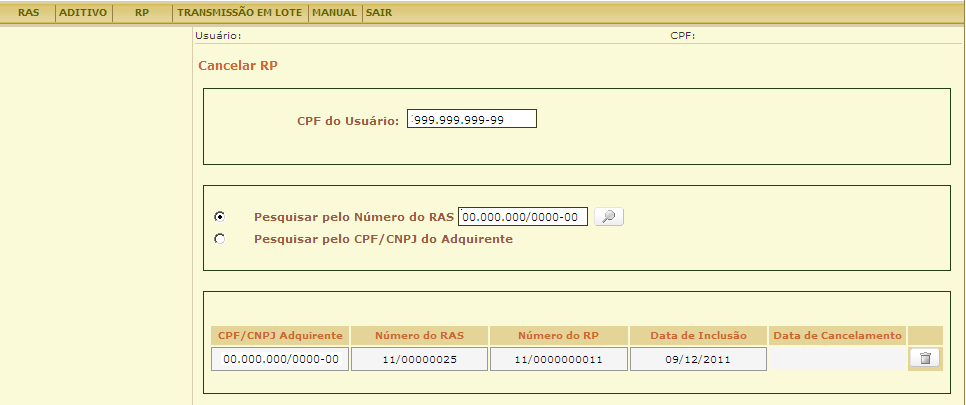 RAS ADITIVO RP TRANSMISSÃO EM LOTE MANUAL SAIR
Usuário: CPF:
Cancelar RP
CPF do Usuário: 999.999.999-99
Pesquisar pelo Número do RAS 00.000.000/0000-00
Pesquisar pelo CPF/CNPJ do Adquirente
CPF/CNPJ Adquirente Número do RAS Número do RP Data de Inclusão Data de Cancelamento
00.000.000/0000-00 11/00000025 11/0000000011 09/12/2011